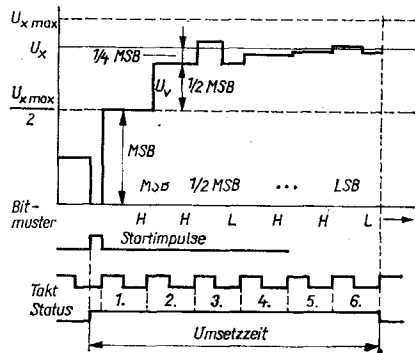 U_x max
U_x
1/4 MSB
U_x max / 2
U_v
1/2 MSB
MSB
MSB 1/2 MSB ... LSB
Bit-
muster H H L H H L
Startimpulse
Takt
1. 2. 3. 4. 5. 6.
Status
Umsetzzeit